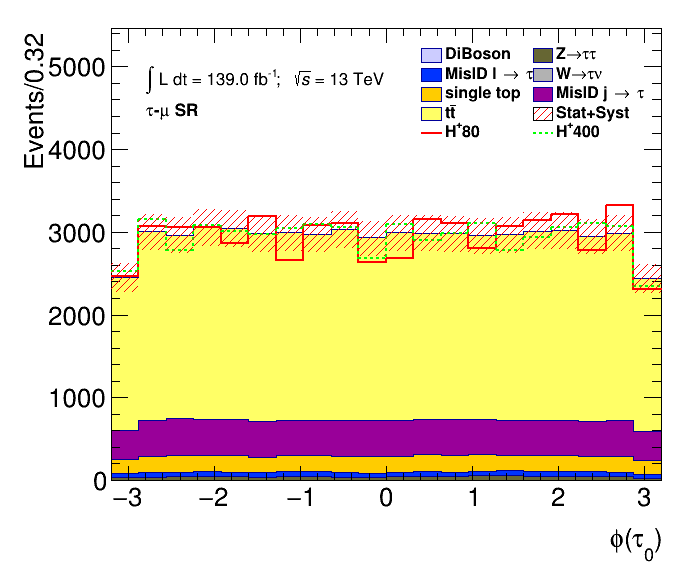 Events/0.32
5000
4000
3000
2000
1000
0
∫ L dt = 139.0 fb⁻¹; √s = 13 TeV
τ-μ SR
DiBoson
MisID l → τ
single top
tt̄
H⁺80
Z→ττ
W→τν
MisID j → τ
Stat+Syst
H⁺400
−3 −2 −1 0 1 2 3
ϕ(τ₀)